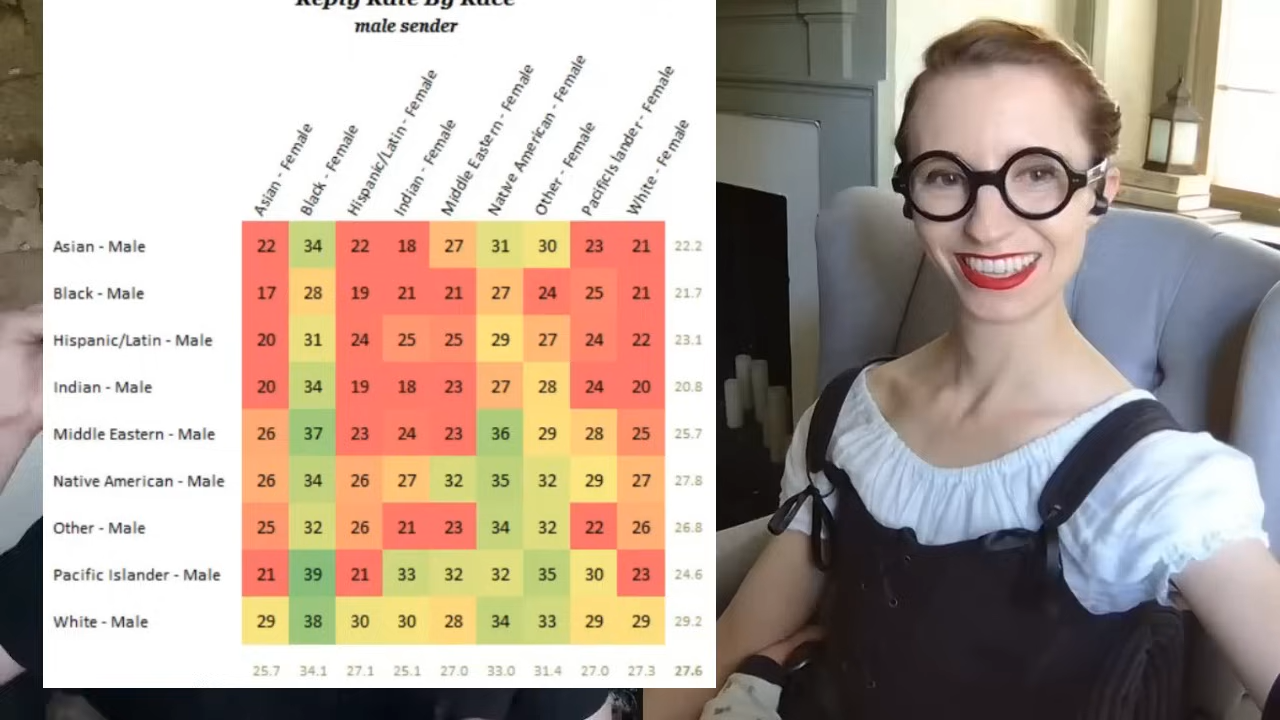 Reply Rate By Race
male sender
Asian - Female
Black - Female
Hispanic/Latin - Female
Indian - Female
Middle Eastern - Female
Native American - Female
Other - Female
PacificIslander - Female
White - Female
Asian - Male 22 34 22 18 27 31 30 23 21 22.2
Black - Male 17 28 19 21 21 27 24 25 21 21.7
Hispanic/Latin - Male 20 31 24 25 25 29 27 24 22 23.1
Indian - Male 20 34 19 18 23 27 28 24 20 20.8
Middle Eastern - Male 26 37 23 24 23 36 29 28 25 25.7
Native American - Male 26 34 26 27 32 35 32 29 27 27.8
Other - Male 25 32 26 21 23 34 32 22 26 26.8
Pacific Islander - Male 21 39 21 33 32 32 35 30 23 24.6
White - Male 29 38 30 30 28 34 33 29 29 29.2
25.7 34.1 27.1 25.1 27.0 33.0 31.4 27.0 27.3 27.6